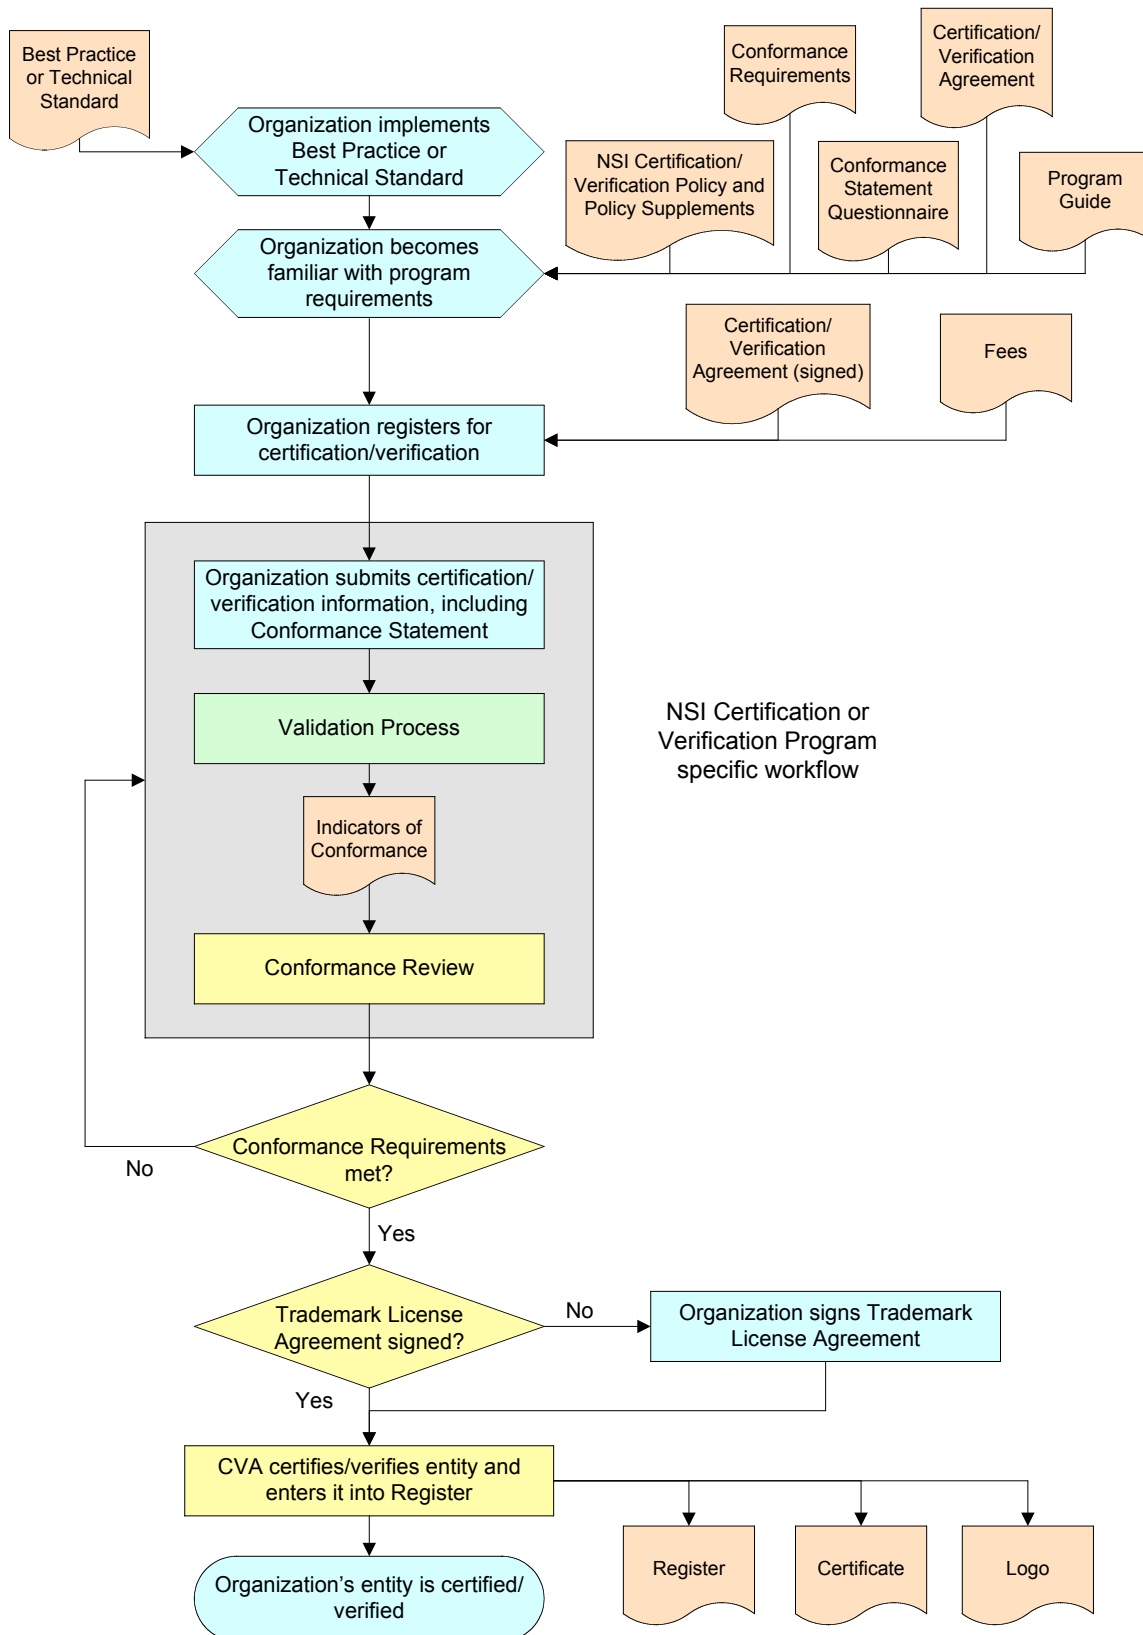 Best Practice
or Technical
Standard
Conformance
Requirements
Certification/
Verification
Agreement
Organization implements
Best Practice or
Technical Standard
NSI Certification/
Verification Policy and
Policy Supplements
Conformance
Statement
Questionnaire
Program
Guide
Organization becomes
familiar with program
requirements
Certification/
Verification
Agreement (signed)
Fees
Organization registers for
certification/verification
Organization submits certification/
verification information, including
Conformance Statement
Validation Process
NSI Certification or
Verification Program
specific workflow
Indicators of
Conformance
Conformance Review
Conformance Requirements
met?
No
Yes
Trademark License
Agreement signed?
No
Organization signs Trademark
License Agreement
Yes
CVA certifies/verifies entity and
enters it into Register
Register
Certificate
Logo
Organization's entity is certified/
verified